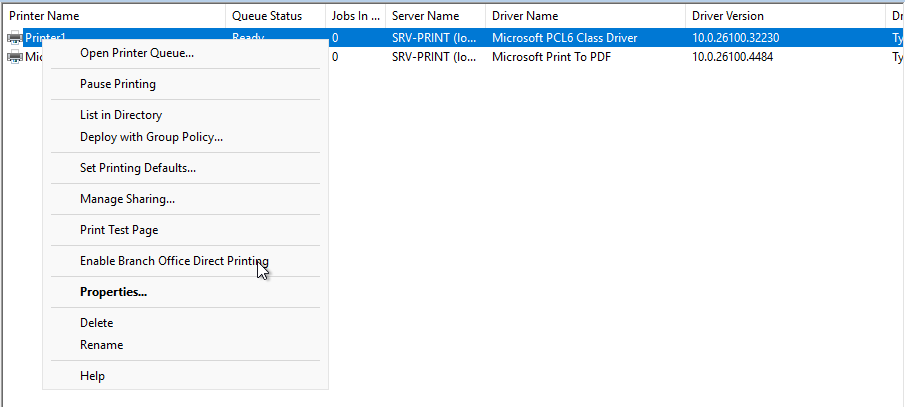 Printer Name Queue Status Jobs In ... Server Name Driver Name Driver Version
Printer1 Ready 0 SRV-PRINT (lo... Microsoft PCL6 Class Driver 10.0.26100.32230 Ty
Mic 0 SRV-PRINT (lo... Microsoft Print To PDF 10.0.26100.4484 Ty
Open Printer Queue...
Pause Printing
List in Directory
Deploy with Group Policy...
Set Printing Defaults...
Manage Sharing...
Print Test Page
Enable Branch Office Direct Printing
Properties...
Delete
Rename
Help